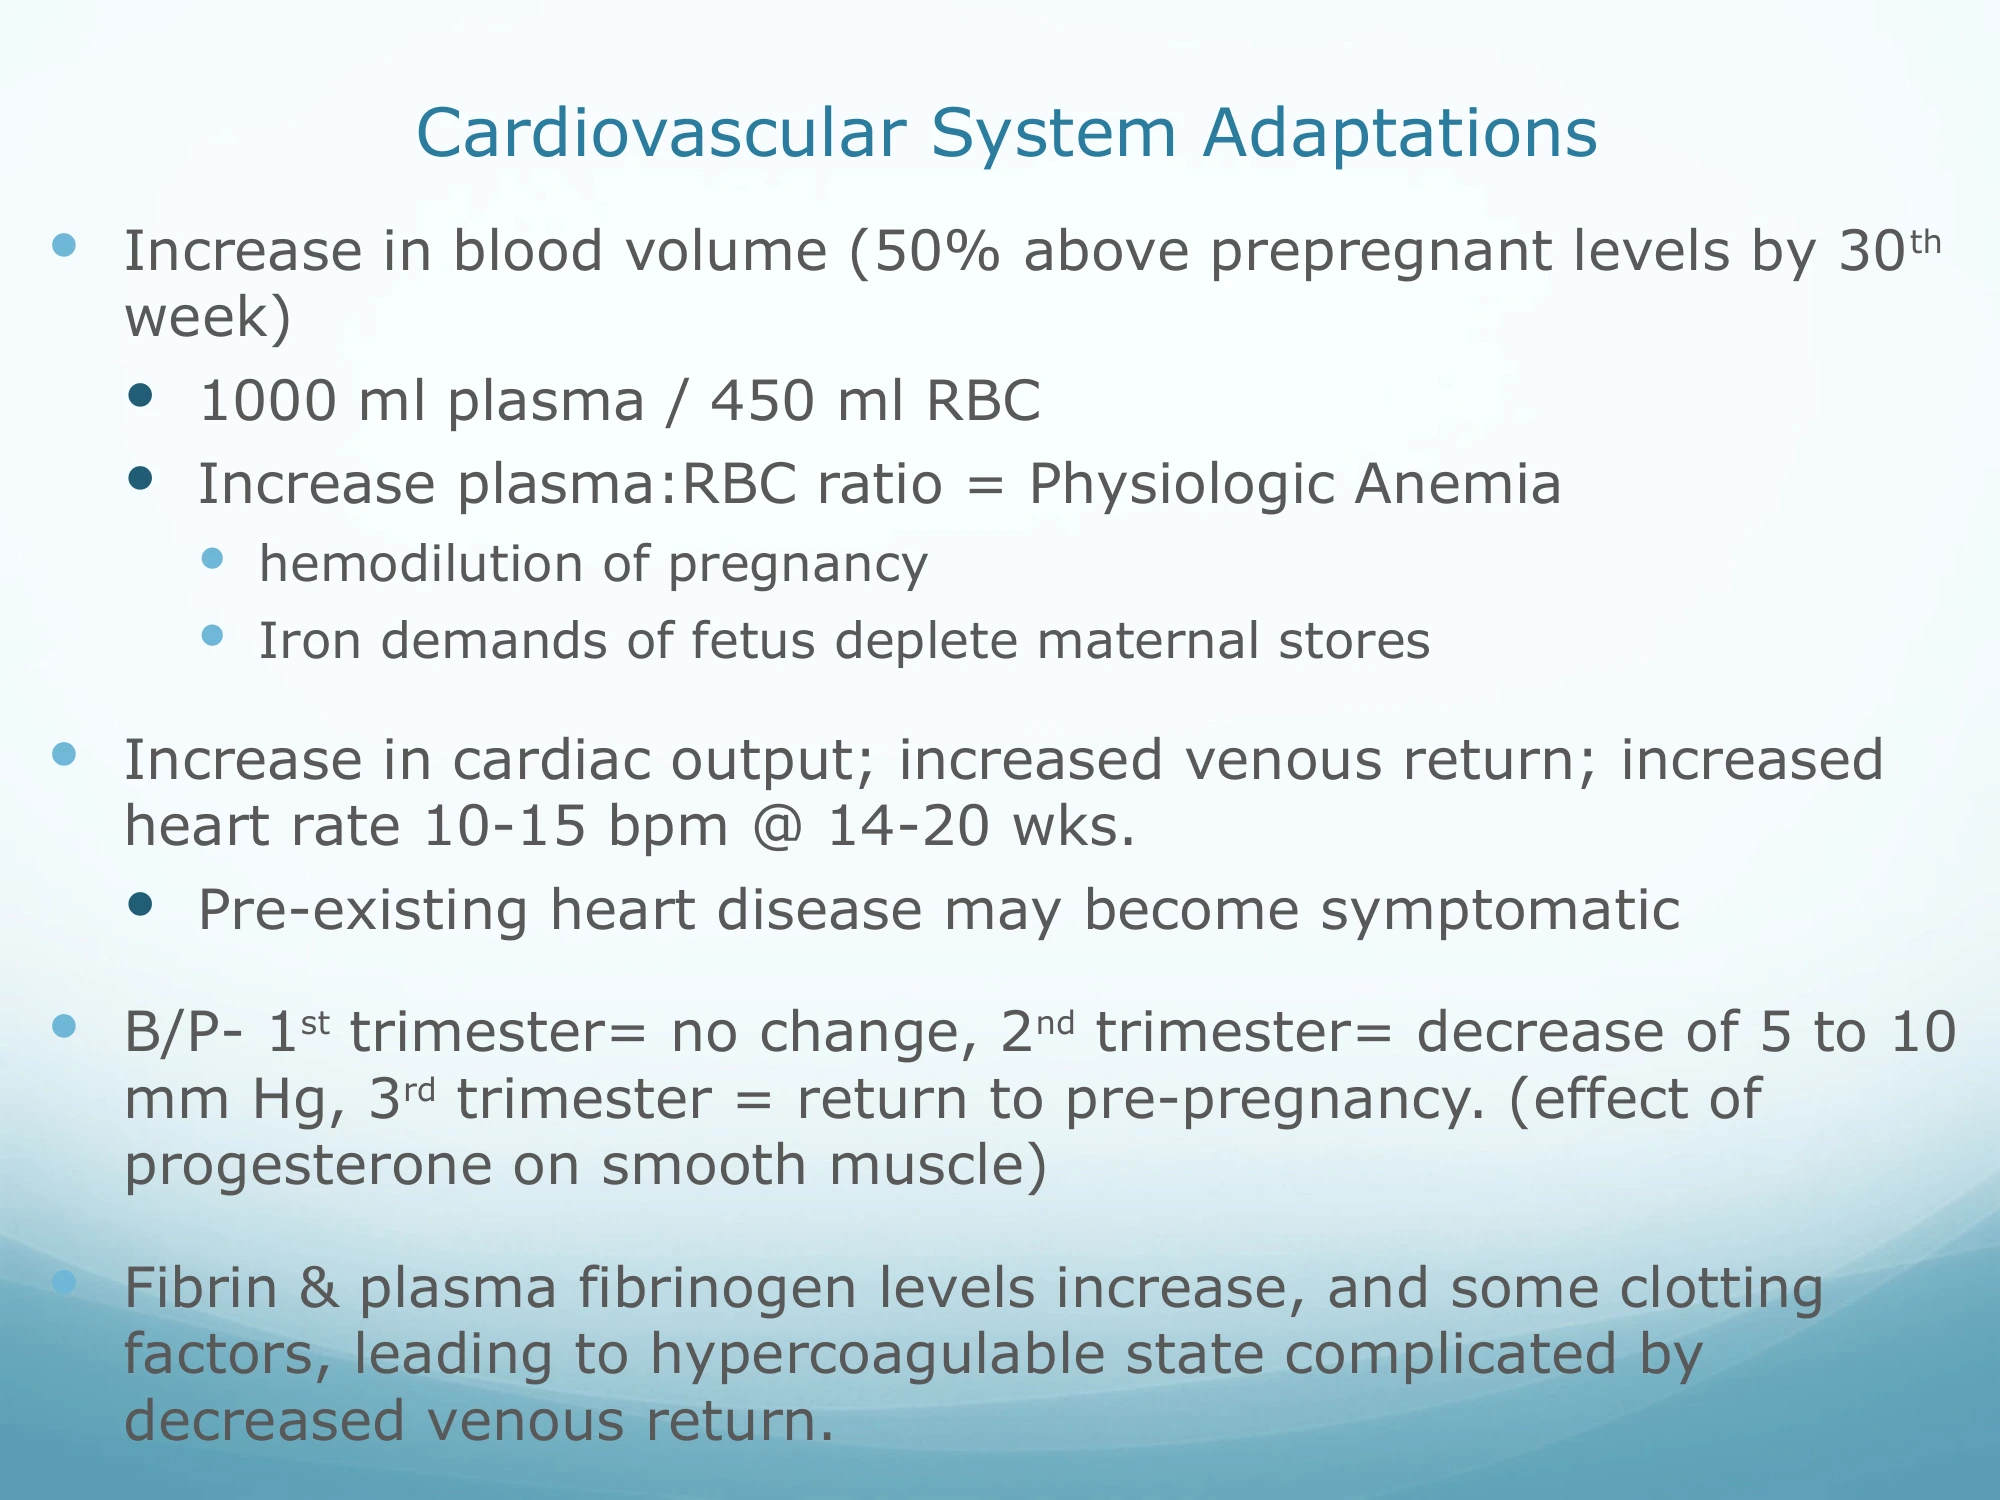 Cardiovascular System Adaptations
• Increase in blood volume (50% above prepregnant levels by 30th
week)
• 1000 ml plasma / 450 ml RBC
• Increase plasma:RBC ratio = Physiologic Anemia
• hemodilution of pregnancy
• Iron demands of fetus deplete maternal stores
• Increase in cardiac output; increased venous return; increased
heart rate 10-15 bpm @ 14-20 wks.
• Pre-existing heart disease may become symptomatic
• B/P- 1st trimester= no change, 2nd trimester= decrease of 5 to 10
mm Hg, 3rd trimester = return to pre-pregnancy. (effect of
progesterone on smooth muscle)
• Fibrin & plasma fibrinogen levels increase, and some clotting
factors, leading to hypercoagulable state complicated by
decreased venous return.